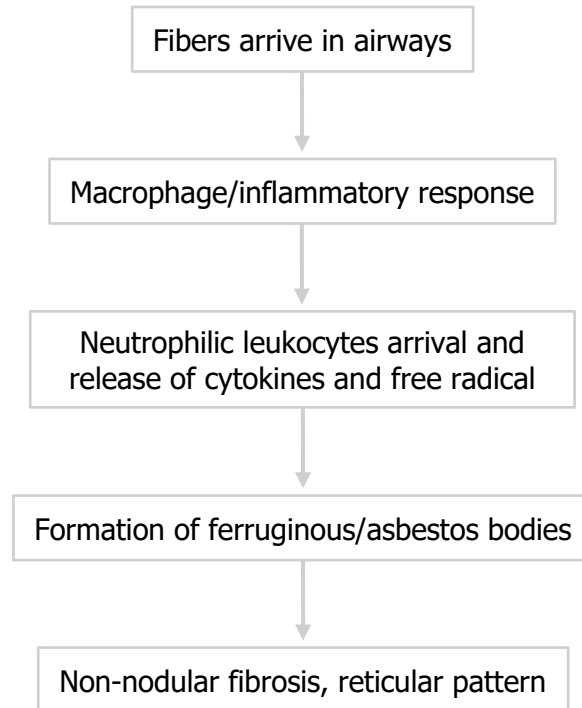 Fibers arrive in airways
Macrophage/inflammatory response
Neutrophilic leukocytes arrival and
release of cytokines and free radical
Formation of ferruginous/asbestos bodies
Non-nodular fibrosis, reticular pattern